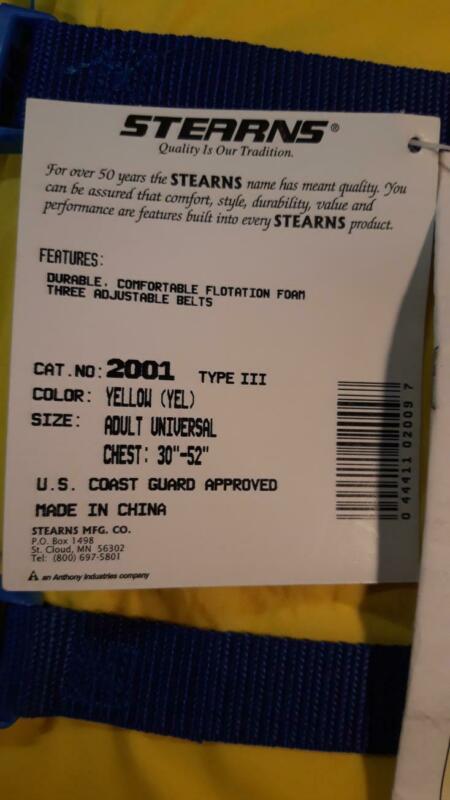 STEARNS®
Quality Is Our Tradition.
For over 50 years the STEARNS name has meant quality. You
can be assured that comfort, style, durability, value and
performance are features built into every STEARNS product.
FEATURES:
DURABLE, COMFORTABLE FLOTATION FOAM
THREE ADJUSTABLE BELTS
CAT.NO: 2001 TYPE III
COLOR: YELLOW (YEL)
SIZE: ADULT UNIVERSAL
CHEST: 30"-52"
U.S. COAST GUARD APPROVED
MADE IN CHINA
STEARNS MFG. CO.
P.O. Box 1498
St. Cloud, MN 56302
Tel: (800) 697-5801
an Anthony Industries company
0 44411 02009 7